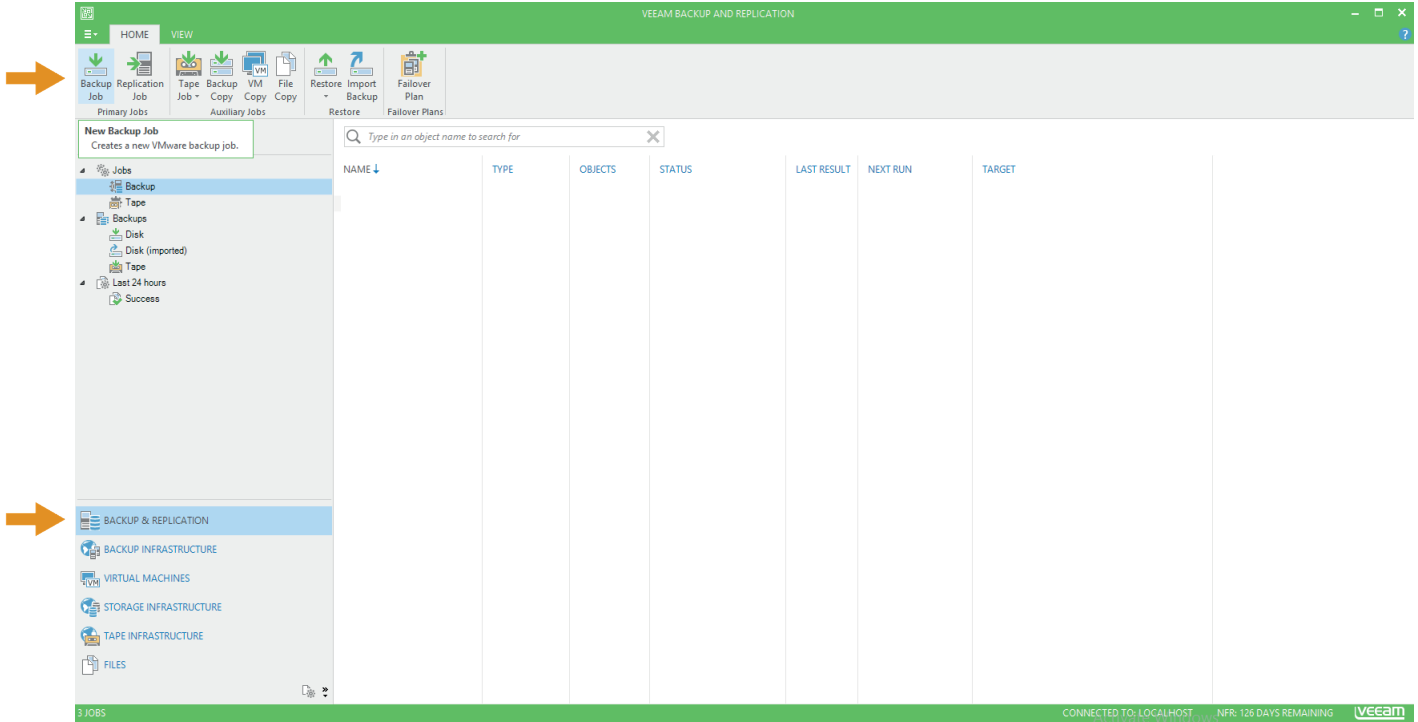 VEEAM BACKUP AND REPLICATION
HOME VIEW
?
Backup Job
Replication Job
Tape Job
Backup Copy
VM Copy
File Copy
Restore
Import Backup
Failover Plan
VM
Primary Jobs
Auxiliary Jobs
Restore
Failover Plans
New Backup Job
Creates a new VMware backup job.
Type in an object name to search for
NAME TYPE OBJECTS STATUS LAST RESULT NEXT RUN TARGET
Jobs
Backup
Tape
Backups
Disk
Disk (imported)
Tape
Last 24 hours
Success
BACKUP & REPLICATION
BACKUP INFRASTRUCTURE
VM
VIRTUAL MACHINES
STORAGE INFRASTRUCTURE
TAPE INFRASTRUCTURE
FILES
3 JOBS
CONNECTED TO: LOCALHOST
NFR: 126 DAYS REMAINING
veeam